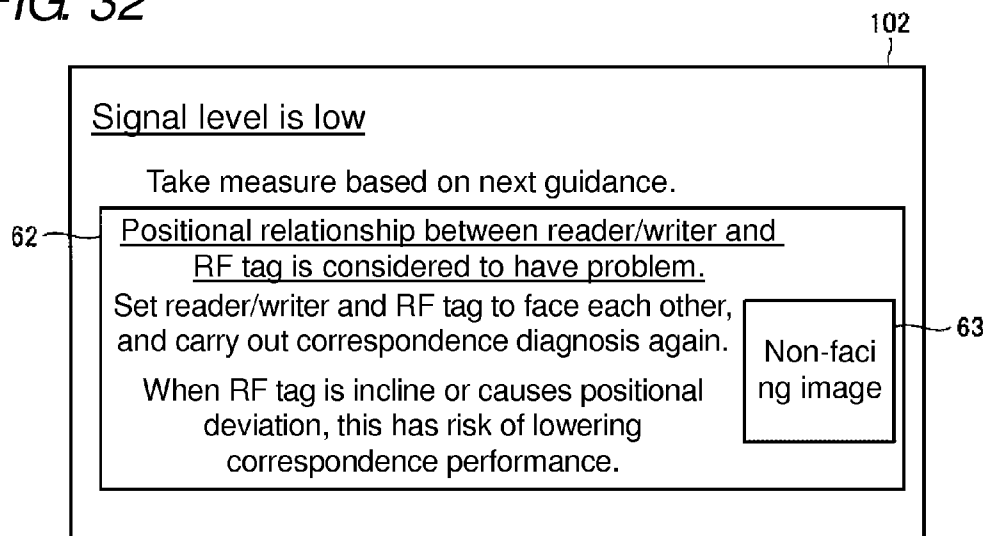 FIG. 32
102
Signal level is low
Take measure based on next guidance.
62
Positional relationship between reader/writer and
RF tag is considered to have problem.
Set reader/writer and RF tag to face each other,
and carry out correspondence diagnosis again.
When RF tag is incline or causes positional
deviation, this has risk of lowering
correspondence performance.
Non-faci
ng image
63